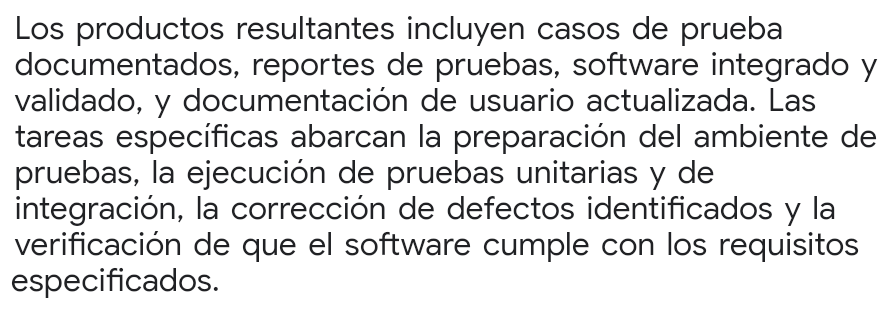 Los productos resultantes incluyen casos de prueba
documentados, reportes de pruebas, software integrado y
validado, y documentación de usuario actualizada. Las
tareas específicas abarcan la preparación del ambiente de
pruebas, la ejecución de pruebas unitarias y de
integración, la corrección de defectos identificados y la
verificación de que el software cumple con los requisitos
especificados.